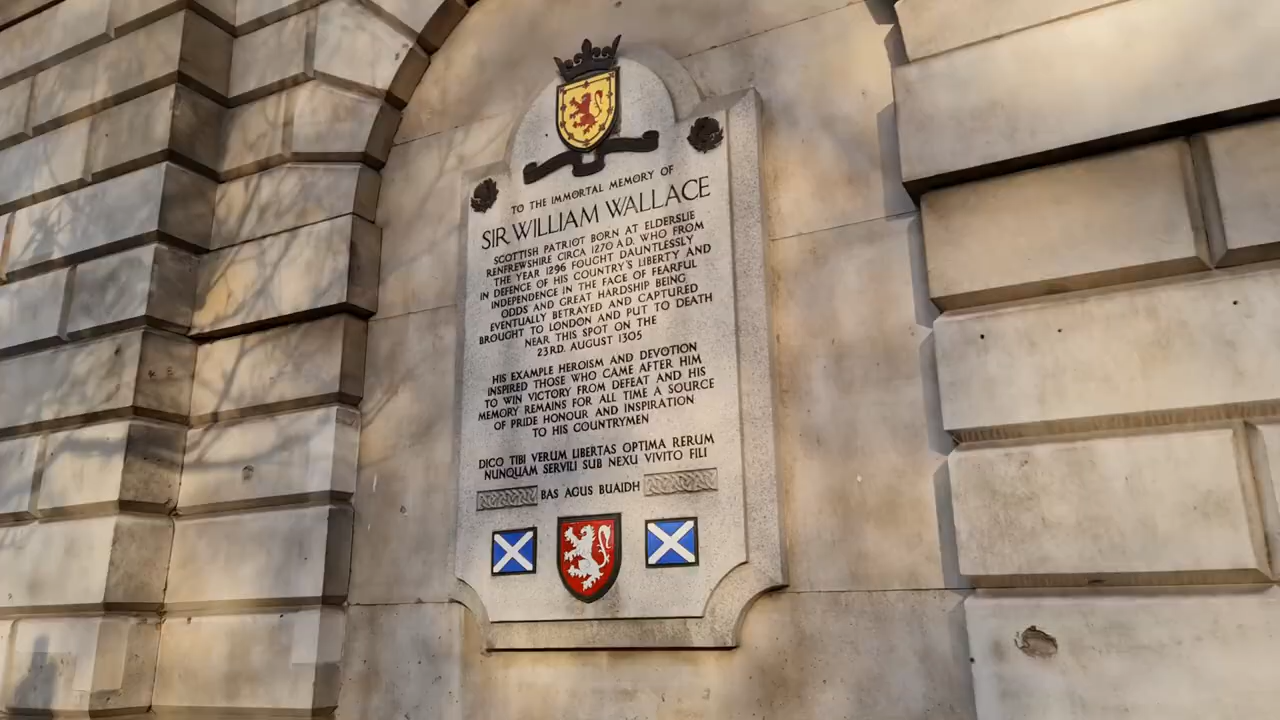 TO THE IMMORTAL MEMORY OF
SIR WILLIAM WALLACE
SCOTTISH PATRIOT BORN AT ELDERSLIE
RENFREWSHIRE CIRCA 1270 A.D. WHO FROM
THE YEAR 1296 FOUGHT DAUNTLESSLY
IN DEFENCE OF HIS COUNTRY'S LIBERTY AND
INDEPENDENCE IN THE FACE OF FEARFUL
ODDS AND GREAT HARDSHIP BEING
EVENTUALLY BETRAYED AND CAPTURED
BROUGHT TO LONDON AND PUT TO DEATH
NEAR THIS SPOT ON THE
23RD. AUGUST 1305
HIS EXAMPLE HEROISM AND DEVOTION
INSPIRED THOSE WHO CAME AFTER HIM
TO WIN VICTORY FROM DEFEAT AND HIS
MEMORY REMAINS FOR ALL TIME A SOURCE
OF PRIDE HONOUR AND INSPIRATION
TO HIS COUNTRYMEN
DICO TIBI VERUM LIBERTAS OPTIMA RERUM
NUNQUAM SERVILI SUB NEXU VIVITO FILI
BAS AGUS BUAIDH